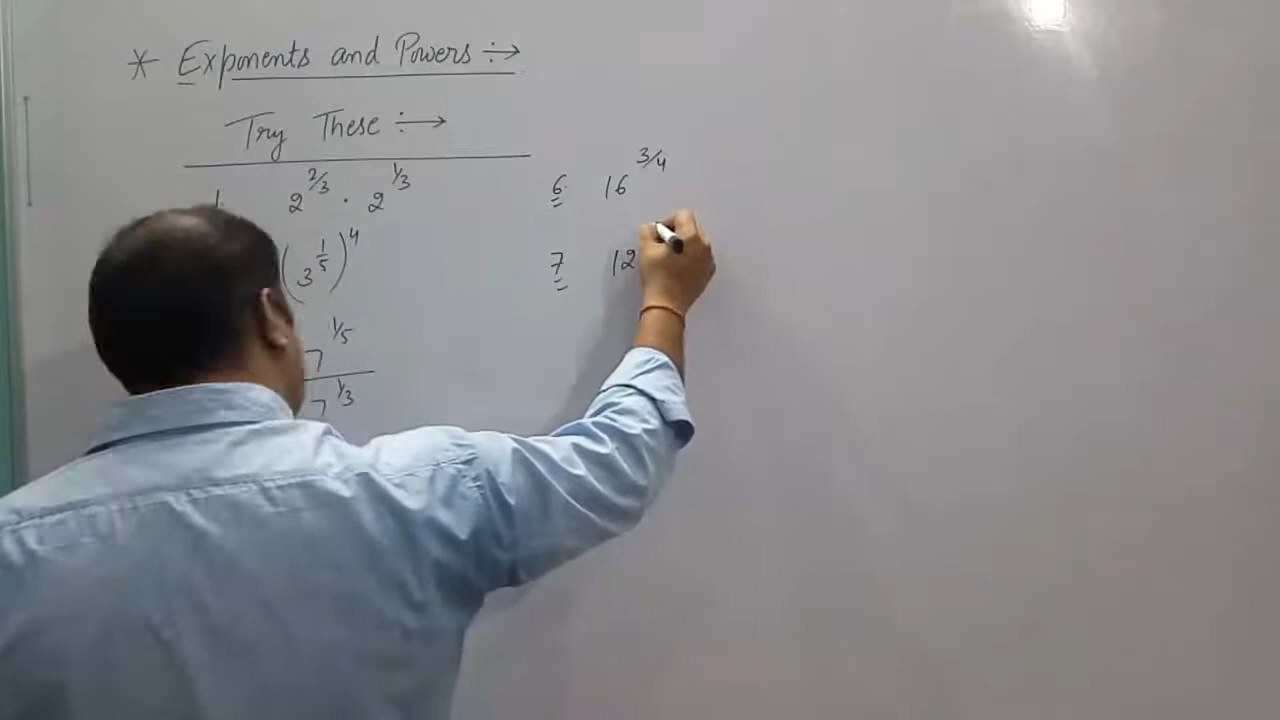 * Exponents and Powers :→
Try These :→
1. 2^{2/3} · 2^{1/3}
(3^{1/5})^4
7^{1/5} / 7^{1/3}
6. 16^{3/4}
7 12